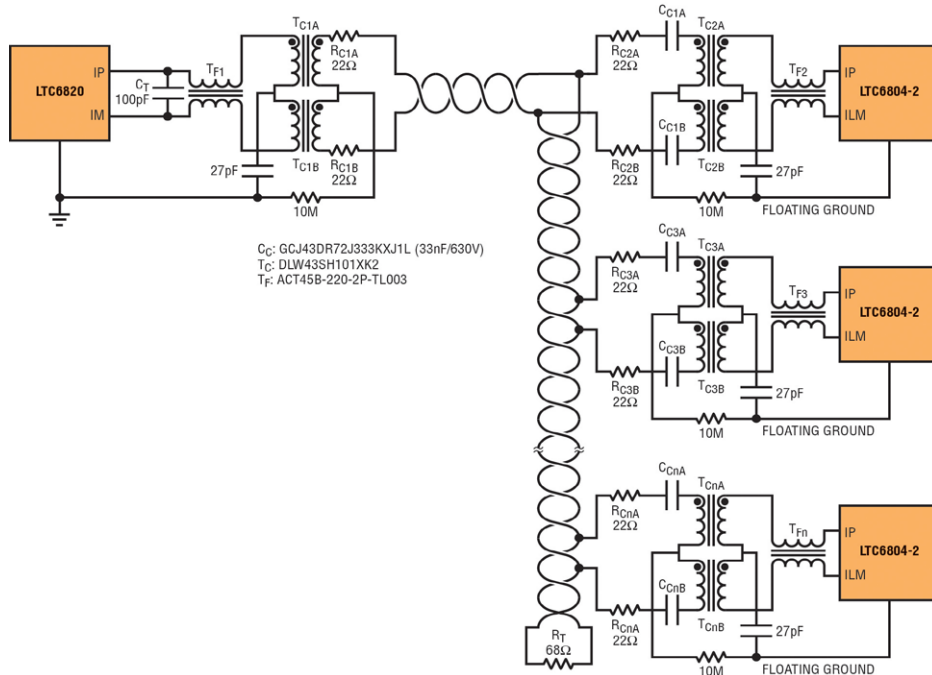 LTC6820
IP
IM
CT
100pF
TF1
TC1A
RC1A
22Ω
TC1B
RC1B
22Ω
27pF
10M
CC: GCJ43DR72J333KXJ1L (33nF/630V)
TC: DLW43SH101XK2
TF: ACT45B-220-2P-TL003
CC1A
RC2A
22Ω
TC2A
TF2
IP
LTC6804-2
ILM
CC1B
RC2B
22Ω
TC2B
27pF
10M
FLOATING GROUND
CC3A
RC3A
22Ω
TC3A
TF3
IP
LTC6804-2
ILM
CC3B
RC3B
22Ω
TC3B
27pF
10M
FLOATING GROUND
CCnA
RCnA
22Ω
TCnA
TFn
IP
LTC6804-2
ILM
CCnB
RCnA
22Ω
TCnB
27pF
10M
FLOATING GROUND
RT
68Ω